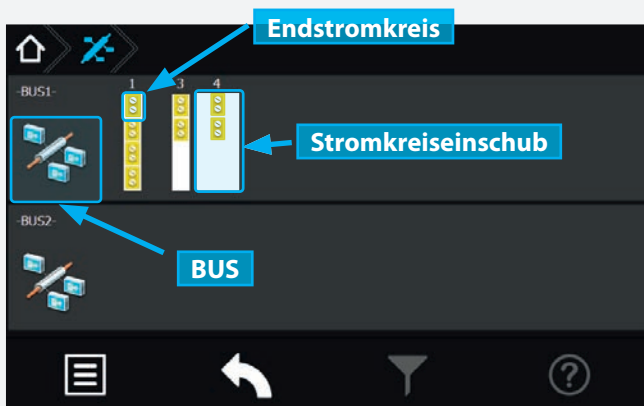 Endstromkreis
-BUS1-
1 3 4
Stromkreiseinschub
-BUS2-
BUS
?